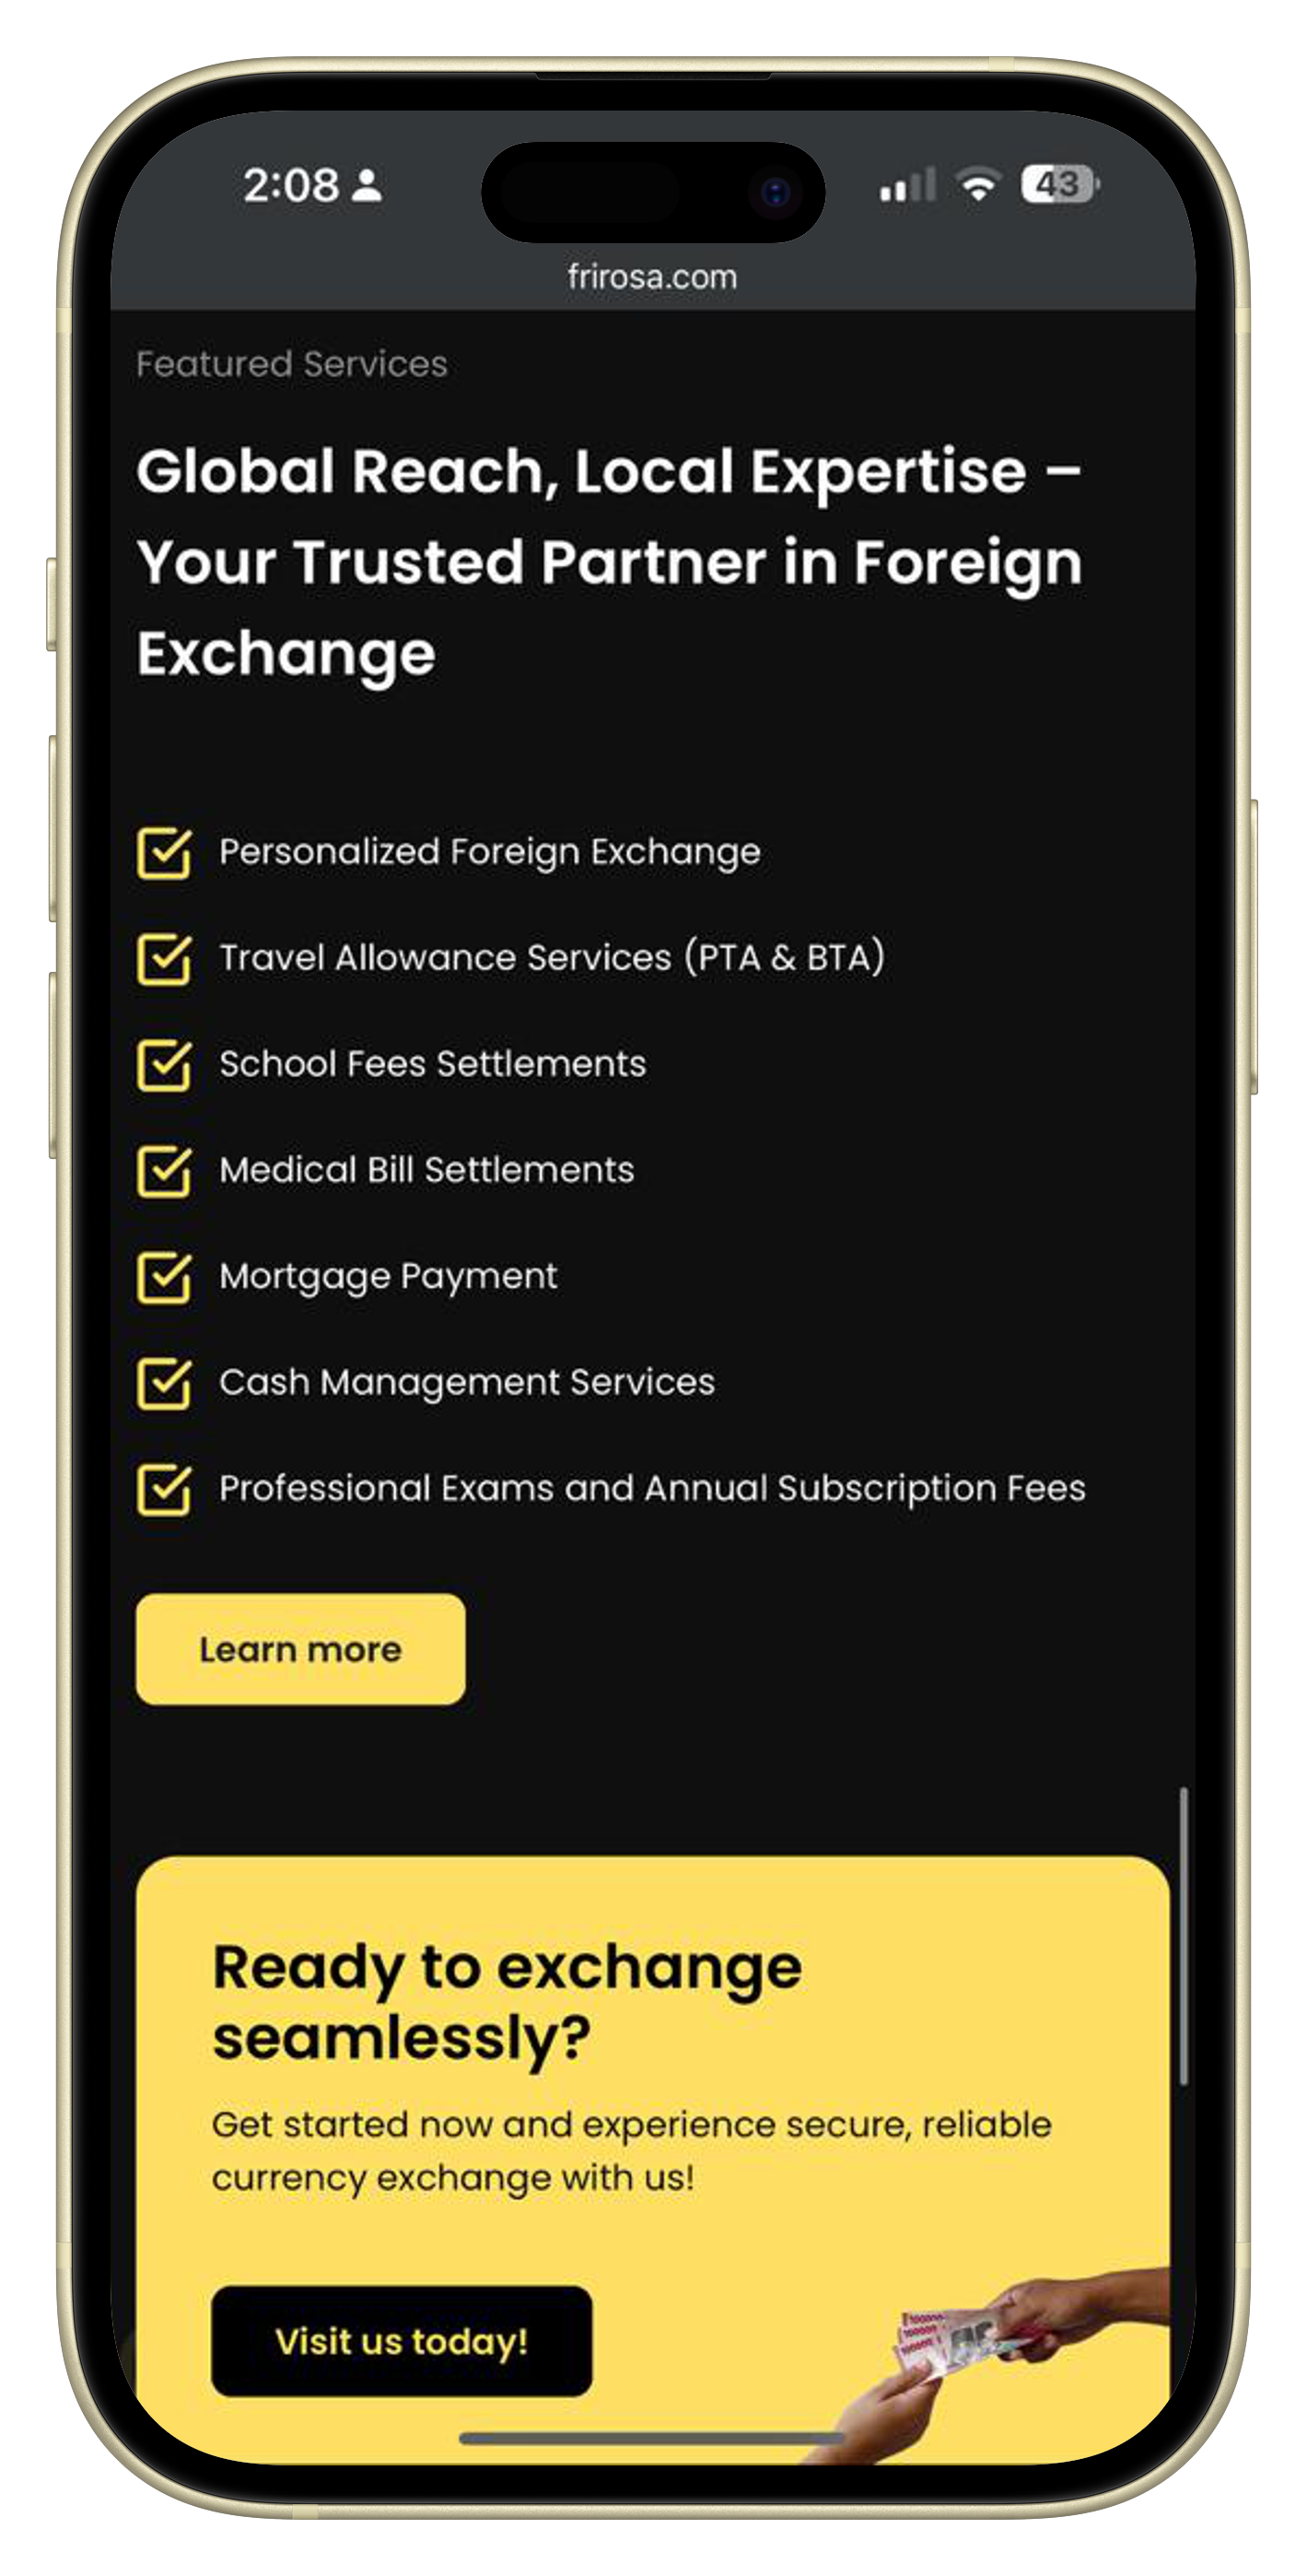 2:08
43
frirosa.com
Featured Services
Global Reach, Local Expertise –
Your Trusted Partner in Foreign
Exchange
Personalized Foreign Exchange
Travel Allowance Services (PTA & BTA)
School Fees Settlements
Medical Bill Settlements
Mortgage Payment
Cash Management Services
Professional Exams and Annual Subscription Fees
Learn more
Ready to exchange
seamlessly?
Get started now and experience secure, reliable
currency exchange with us!
Visit us today!